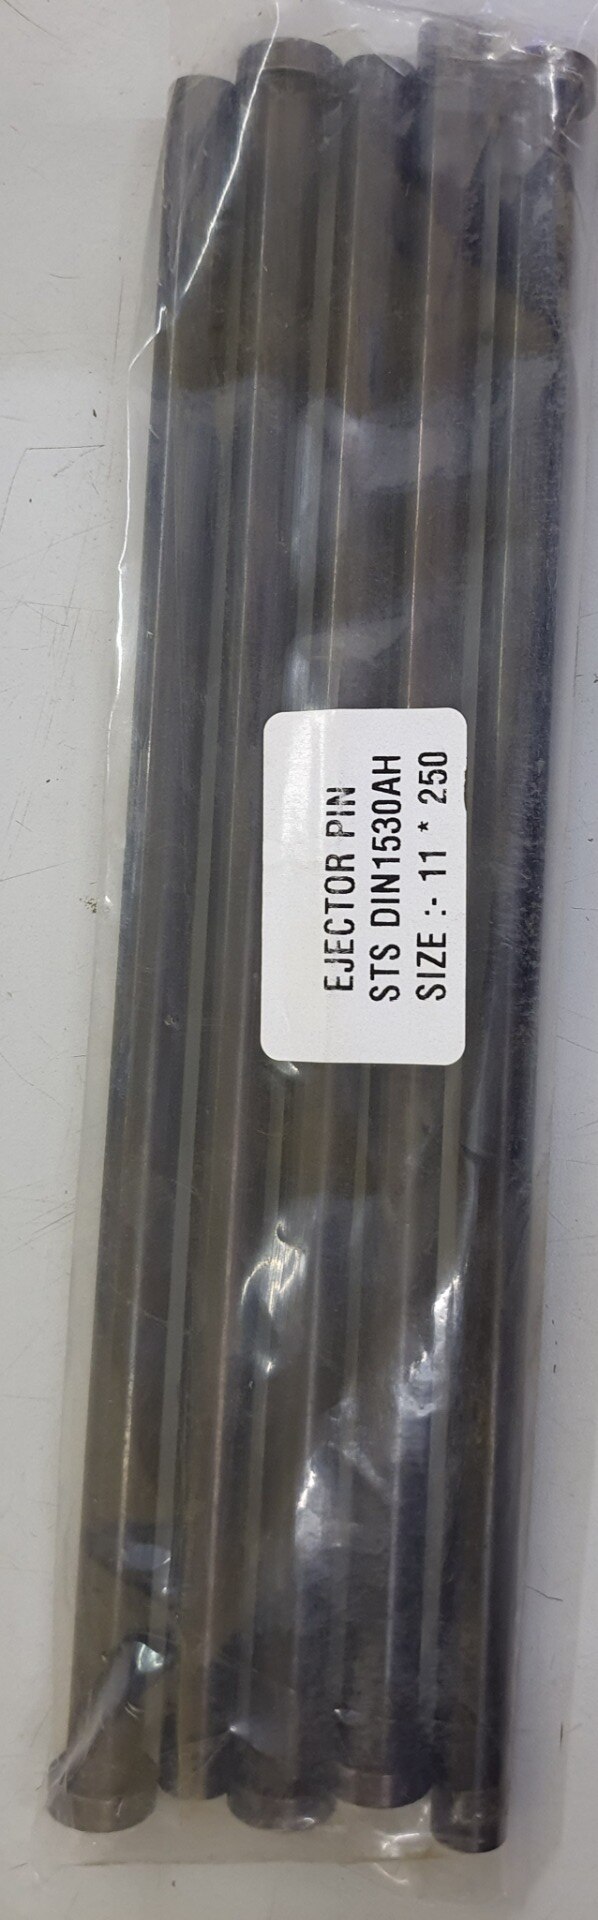 EJECTOR PIN
STS DIN1530AH
SIZE :- 11 * 250